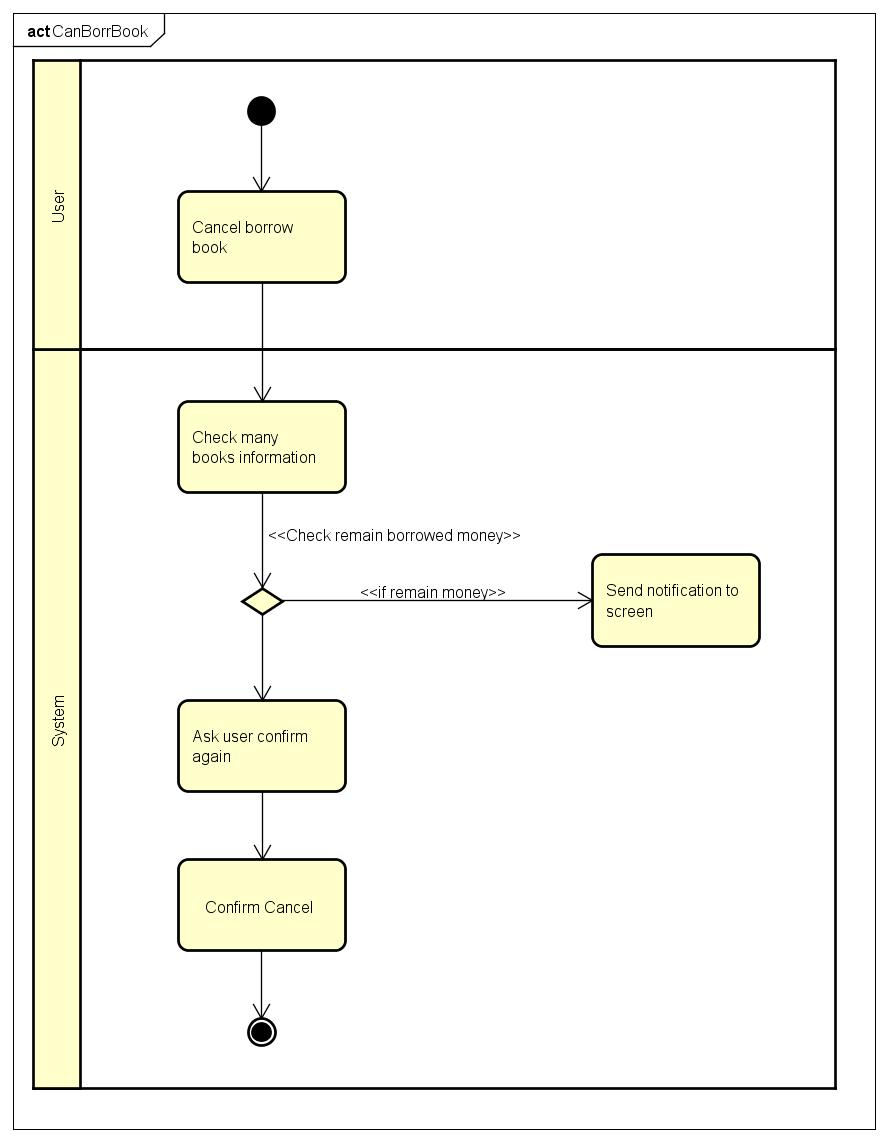 act CanBorrBook
User
Cancel borrow
book
Check many
books information
<<Check remain borrowed money>>
<<if remain money>>
Send notification to
screen
System
Ask user confirm
again
Confirm Cancel